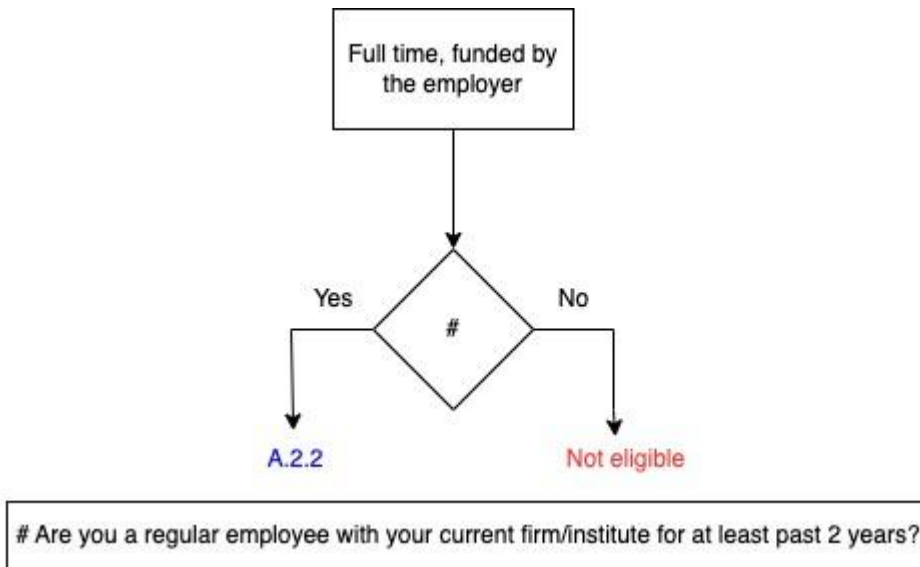 Full time, funded by
the employer
Yes
No
#
A.2.2
Not eligible
# Are you a regular employee with your current firm/institute for at least past 2 years?